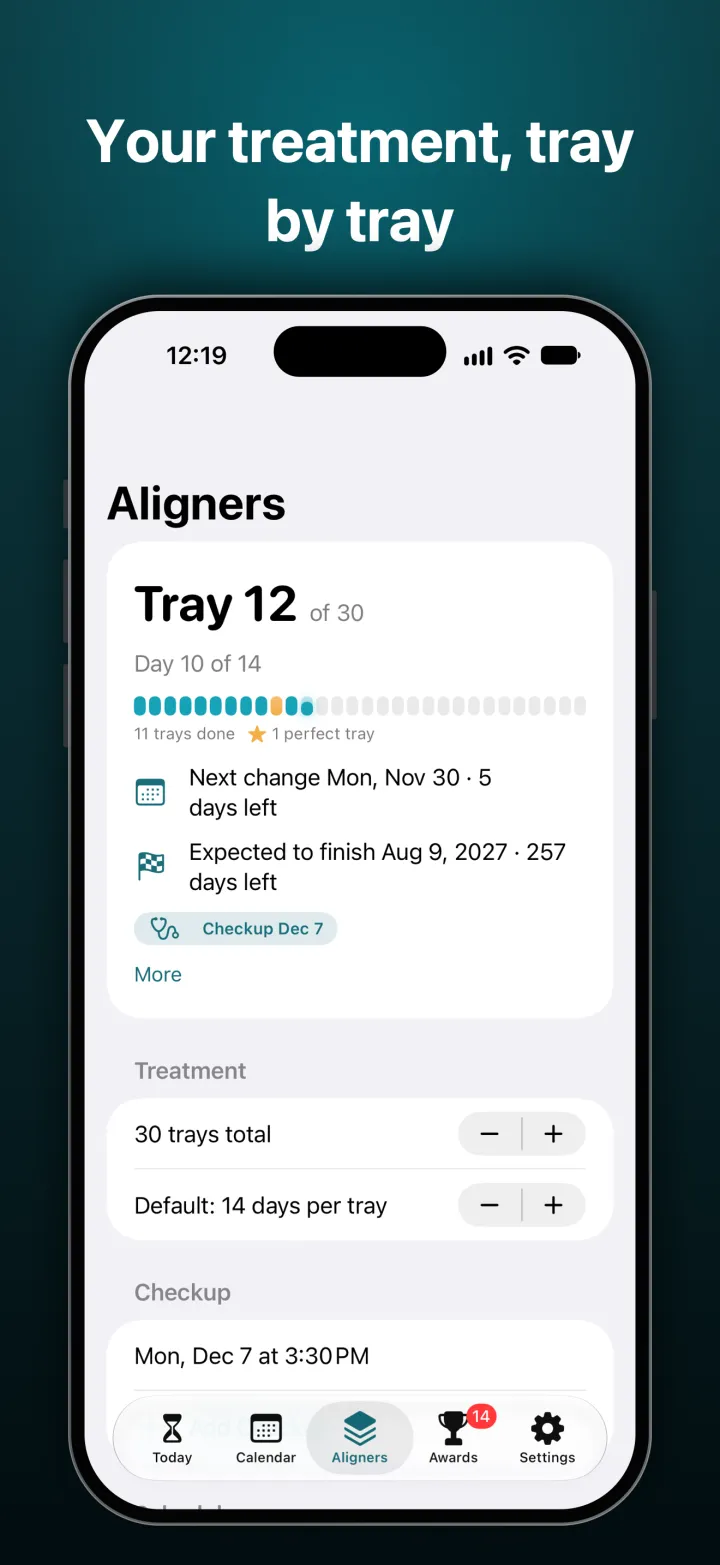 Your treatment, tray
by tray
12:19
Aligners
Tray 12 of 30
Day 10 of 14
11 trays done 1 perfect tray
Next change Mon, Nov 30 · 5
days left
Expected to finish Aug 9, 2027 · 257
days left
Checkup Dec 7
More
Treatment
30 trays total
Default: 14 days per tray
Checkup
Mon, Dec 7 at 3:30 PM
14
Today
Calendar
Aligners
Awards
Settings